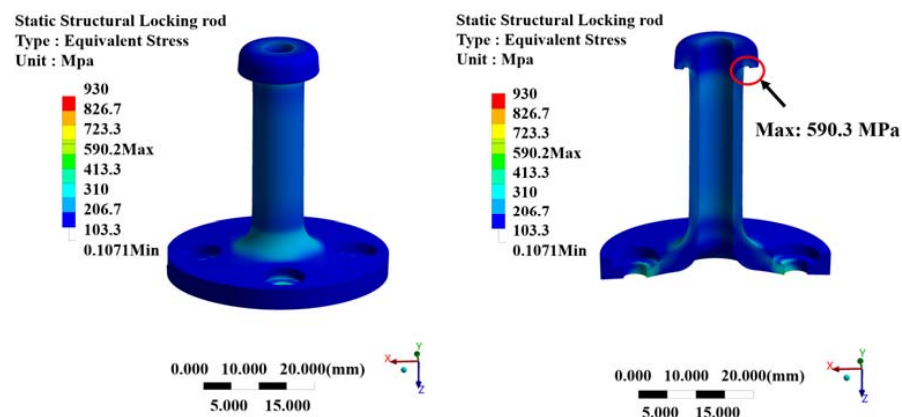 Static Structural Locking rod
Type : Equivalent Stress
Unit : Mpa
930
826.7
723.3
590.2Max
413.3
310
206.7
103.3
0.1071Min
0.000 10.000 20.000(mm)
5.000 15.000
X
Y
Z
Static Structural Locking rod
Type : Equivalent Stress
Unit : Mpa
930
826.7
723.3
590.2Max
413.3
310
206.7
103.3
0.1071Min
Max: 590.3 MPa
0.000 10.000 20.000(mm)
5.000 15.000
X
Y
Z